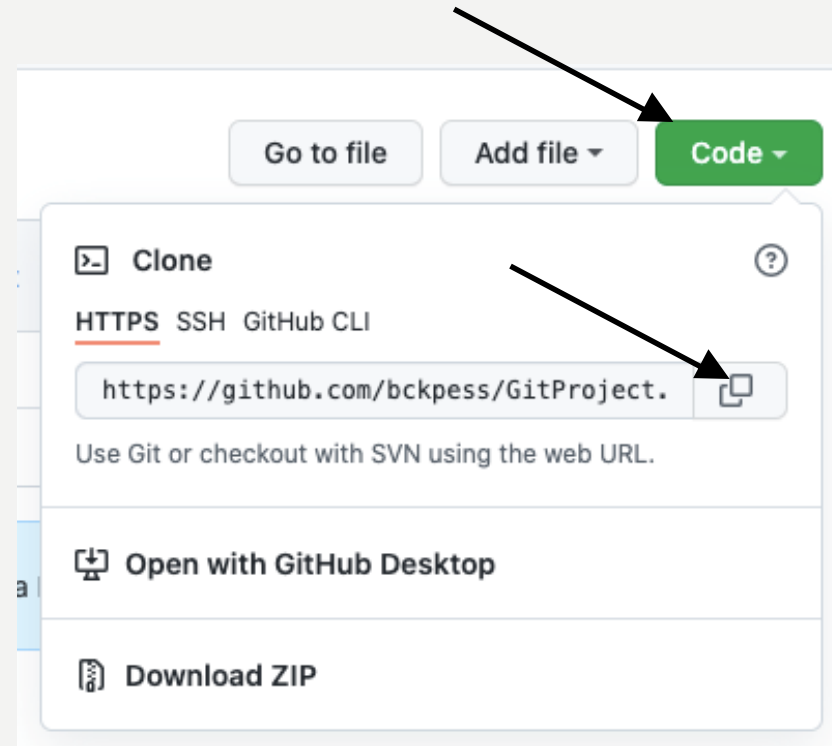 Go to file
Add file
Code
Clone
HTTPS SSH GitHub CLI
https://github.com/bckpess/GitProject.
Use Git or checkout with SVN using the web URL.
Open with GitHub Desktop
a
Download ZIP